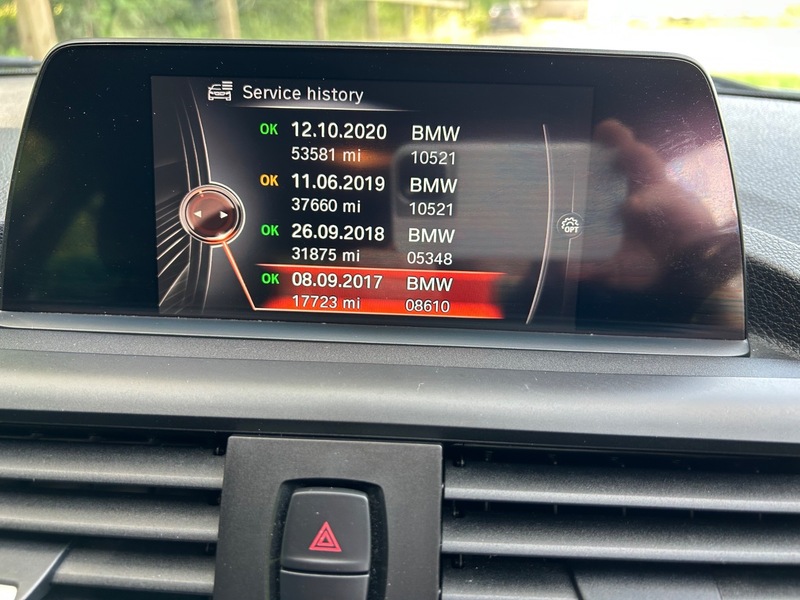 Service history
OK 12.10.2020 BMW
53581 mi 10521
OK 11.06.2019 BMW
37660 mi 10521
OK 26.09.2018 BMW
31875 mi 05348
OK 08.09.2017 BMW
17723 mi 08610
OPT